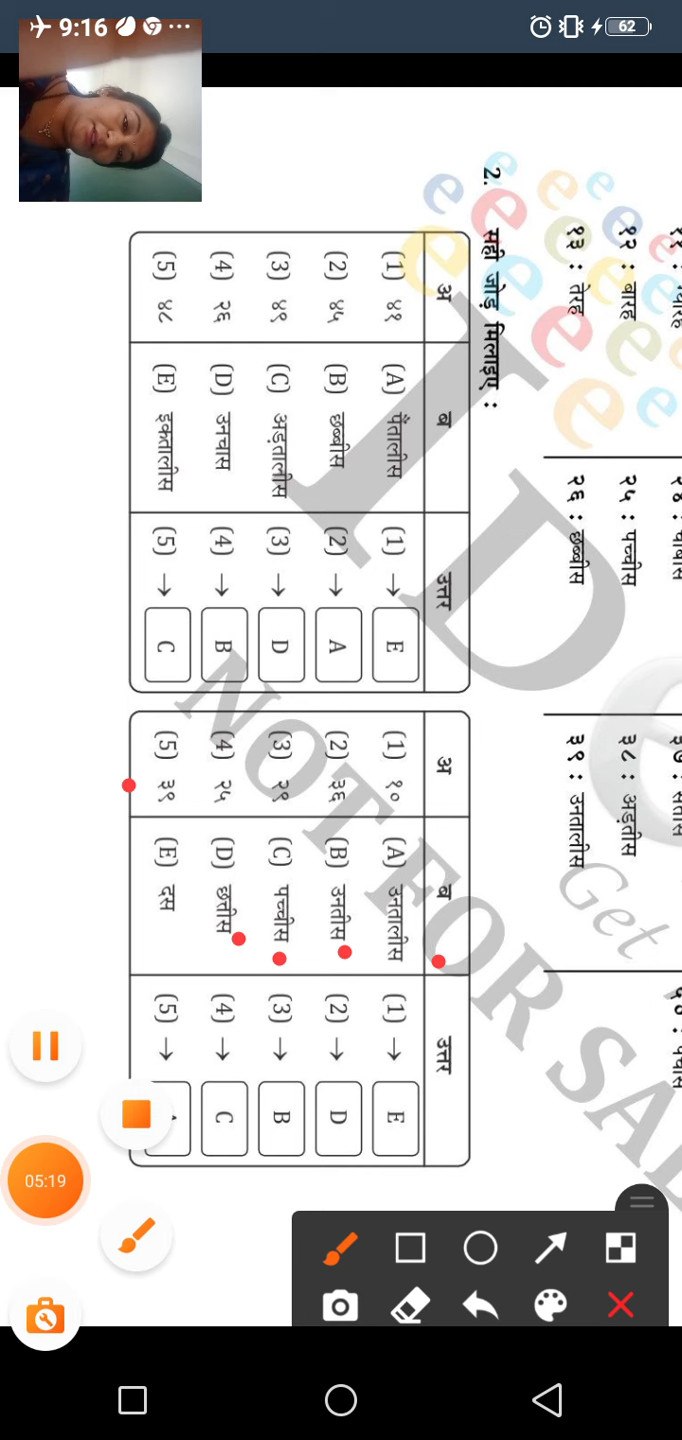 9:16
62
११ : ग्यारह
१२ : बारह
१३ : तेरह
२५ : पच्चीस
२६ : छब्बीस
३८ : अड़तीस
३९ : उनतालीस
2. सही जोड़ मिलाइए :
अ ब उत्तर
(1) ४१ (A) पैंतालीस (1) → E
(2) ४५ (B) छब्बीस (2) → A
(3) ४९ (C) अड़तालीस (3) → D
(4) २६ (D) उनचास (4) → B
(5) ४८ (E) इकतालीस (5) → C
अ ब उत्तर
(1) १० (A) उनतालीस (1) → E
(2) ३६ (B) उनतीस (2) → D
(3) २९ (C) पच्चीस (3) → B
(4) २५ (D) छत्तीस (4) → C
(5) ३९ (E) दस (5) →
NOT FOR SAL
Get
05:19